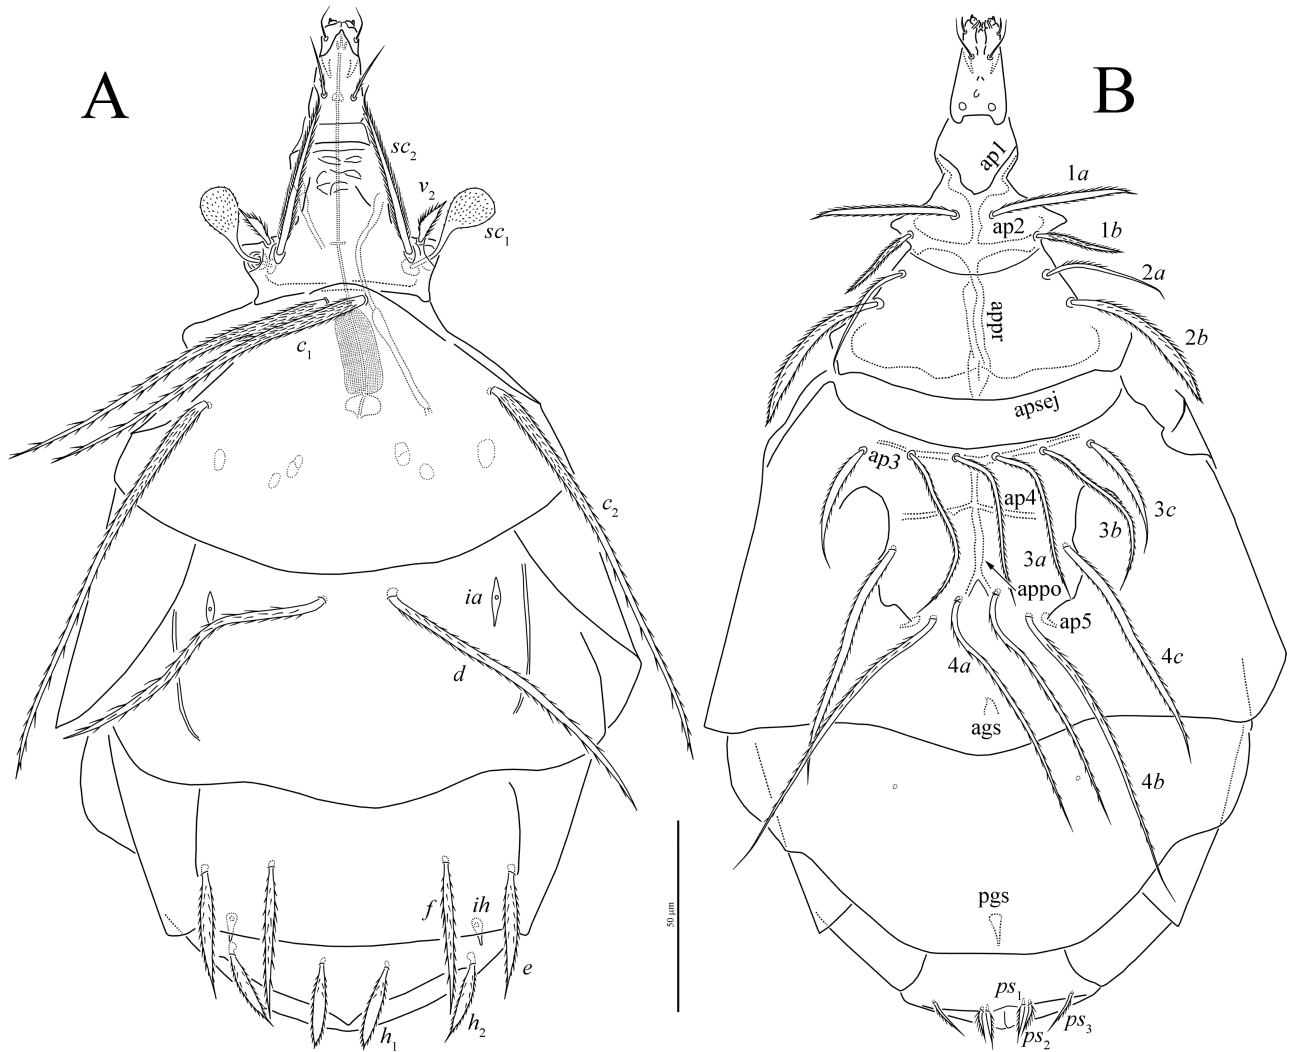 A
sc2
v2
sc1
c1
c2
ia
d
f
ih
e
h1
h2
50 μm
B
ap1
1a
ap2
1b
2a
appr
2b
apsej
ap3
ap4
3c
3b
3a
appo
ap5
4a
4c
ags
4b
pgs
ps1
ps2
ps3